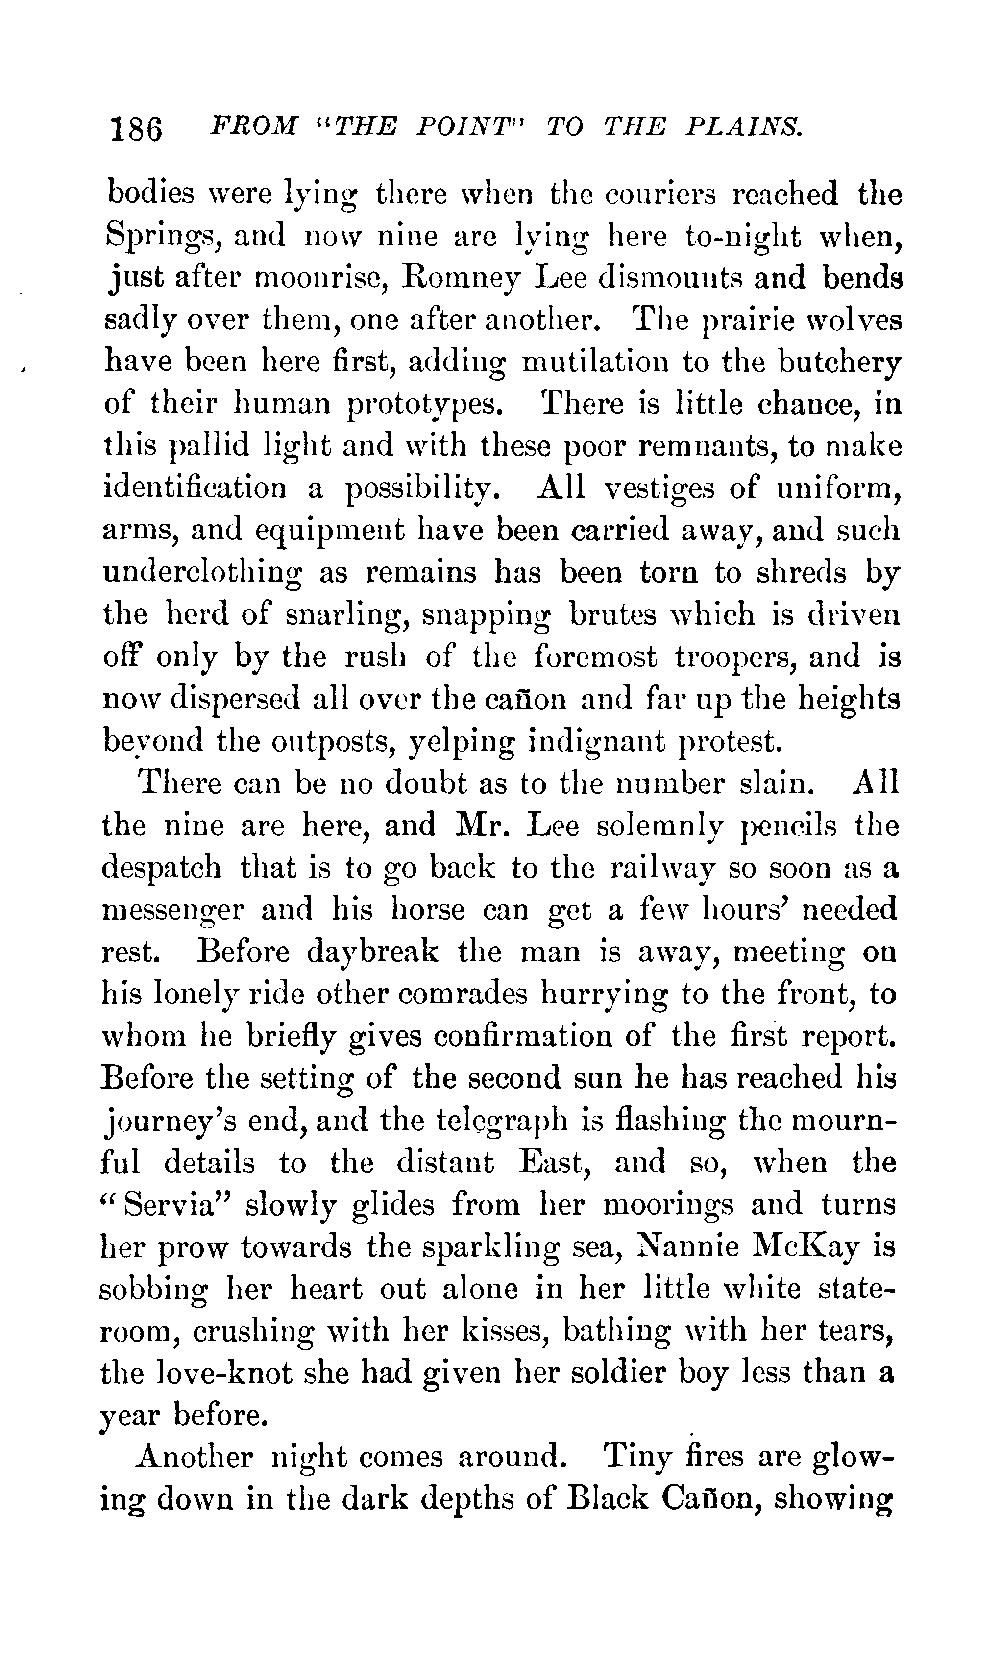 186 FROM "THE POINT" TO THE PLAINS.
bodies were lying there when the couriers reached the
Springs, and now nine are lying here to-night when,
just after moonrise, Romney Lee dismounts and bends
sadly over them, one after another. The prairie wolves
have been here first, adding mutilation to the butchery
of their human prototypes. There is little chance, in
this pallid light and with these poor remnants, to make
identification a possibility. All vestiges of uniform,
arms, and equipment have been carried away, and such
underclothing as remains has been torn to shreds by
the herd of snarling, snapping brutes which is driven
off only by the rush of the foremost troopers, and is
now dispersed all over the cañon and far up the heights
beyond the outposts, yelping indignant protest.
There can be no doubt as to the number slain. All
the nine are here, and Mr. Lee solemnly pencils the
despatch that is to go back to the railway so soon as a
messenger and his horse can get a few hours' needed
rest. Before daybreak the man is away, meeting on
his lonely ride other comrades hurrying to the front, to
whom he briefly gives confirmation of the first report.
Before the setting of the second sun he has reached his
journey's end, and the telegraph is flashing the mourn-
ful details to the distant East, and so, when the
"Servia" slowly glides from her moorings and turns
her prow towards the sparkling sea, Nannie McKay is
sobbing her heart out alone in her little white state-
room, crushing with her kisses, bathing with her tears,
the love-knot she had given her soldier boy less than a
year before.
Another night comes around. Tiny fires are glow-
ing down in the dark depths of Black Cañon, showing